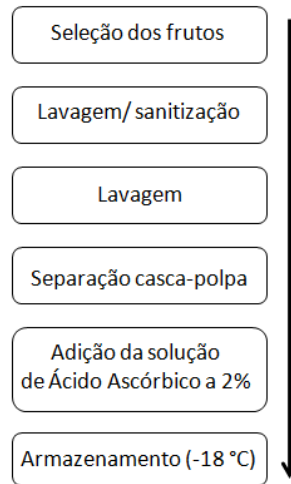 Seleção dos frutos
Lavagem/ sanitização
Lavagem
Separação casca-polpa
Adição da solução
de Ácido Ascórbico a 2%
Armazenamento (-18 °C)